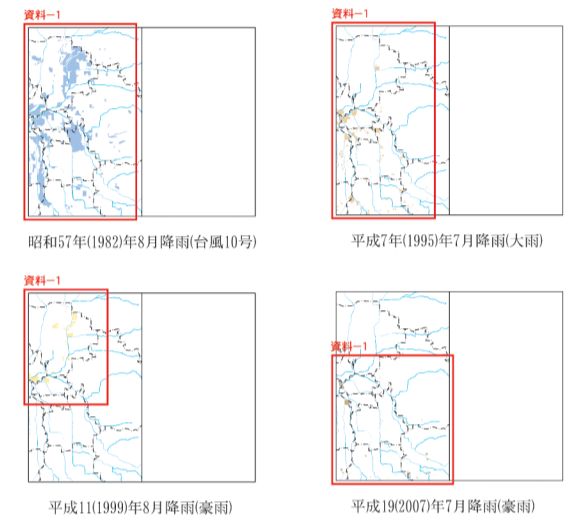 資料−1
昭和57年(1982)年8月降雨(台風10号)
資料−1
平成7年(1995)年7月降雨(大雨)
資料−1
平成11(1999)年8月降雨(豪雨)
資料−1
平成19(2007)年7月降雨(豪雨)